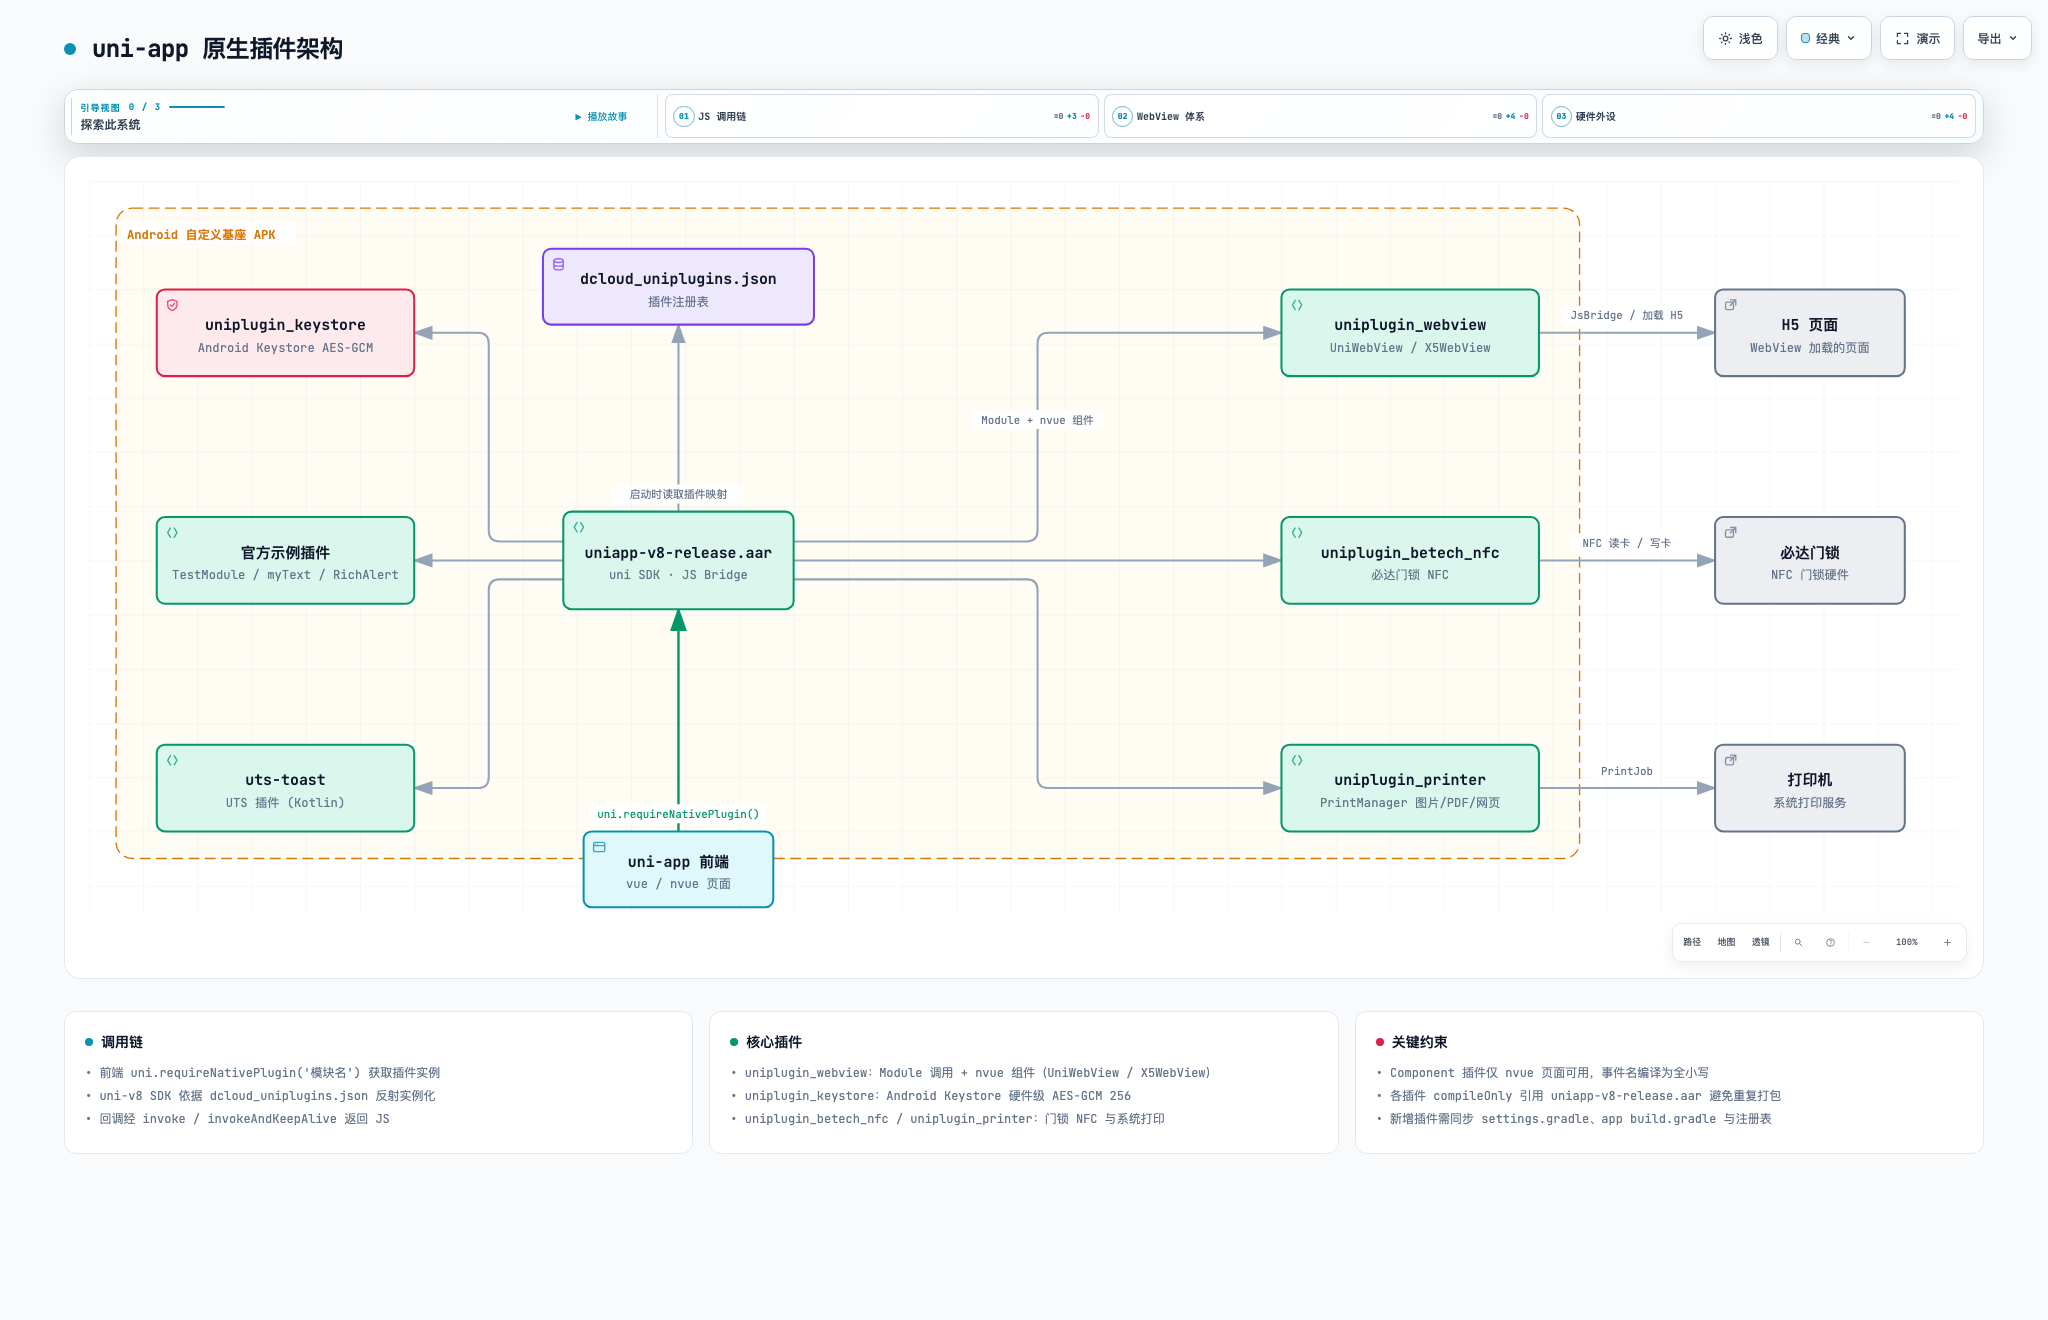 uni-app 原生插件架构
浅色
经典
演示
导出
引导视图 0 / 3
探索此系统
▶ 播放故事
01 JS 调用链 =0 +3 -0
02 WebView 体系 =0 +4 -0
03 硬件外设 =0 +4 -0
Android 自定义基座 APK
dcloud_uniplugins.json
插件注册表
uniplugin_keystore
Android Keystore AES-GCM
uniplugin_webview
UniWebView / X5WebView
JsBridge / 加载 H5
H5 页面
WebView 加载的页面
Module + nvue 组件
启动时读取插件映射
官方示例插件
TestModule / myText / RichAlert
uniapp-v8-release.aar
uni SDK · JS Bridge
uniplugin_betech_nfc
必达门锁 NFC
NFC 读卡 / 写卡
必达门锁
NFC 门锁硬件
uts-toast
UTS 插件 (Kotlin)
uniplugin_printer
PrintManager 图片/PDF/网页
PrintJob
打印机
系统打印服务
uni.requireNativePlugin()
uni-app 前端
vue / nvue 页面
路径
地图
透镜
100%
调用链
• 前端 uni.requireNativePlugin('模块名') 获取插件实例
• uni-v8 SDK 依据 dcloud_uniplugins.json 反射实例化
• 回调经 invoke / invokeAndKeepAlive 返回 JS
核心插件
• uniplugin_webview：Module 调用 + nvue 组件（UniWebView / X5WebView）
• uniplugin_keystore：Android Keystore 硬件级 AES-GCM 256
• uniplugin_betech_nfc / uniplugin_printer：门锁 NFC 与系统打印
关键约束
• Component 插件仅 nvue 页面可用，事件名编译为全小写
• 各插件 compileOnly 引用 uniapp-v8-release.aar 避免重复打包
• 新增插件需同步 settings.gradle、app build.gradle 与注册表